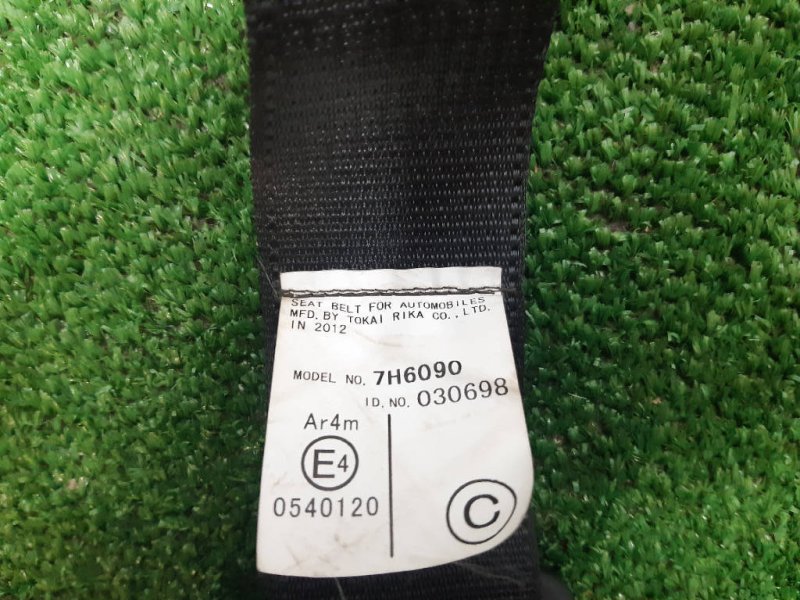 SEAT BELT FOR AUTOMOBILES
MFD. BY TOKAI RIKA CO., LTD.
IN 2012
MODEL NO. 7H6090
ID. NO. 030698
Ar4m
E4
0540120
C